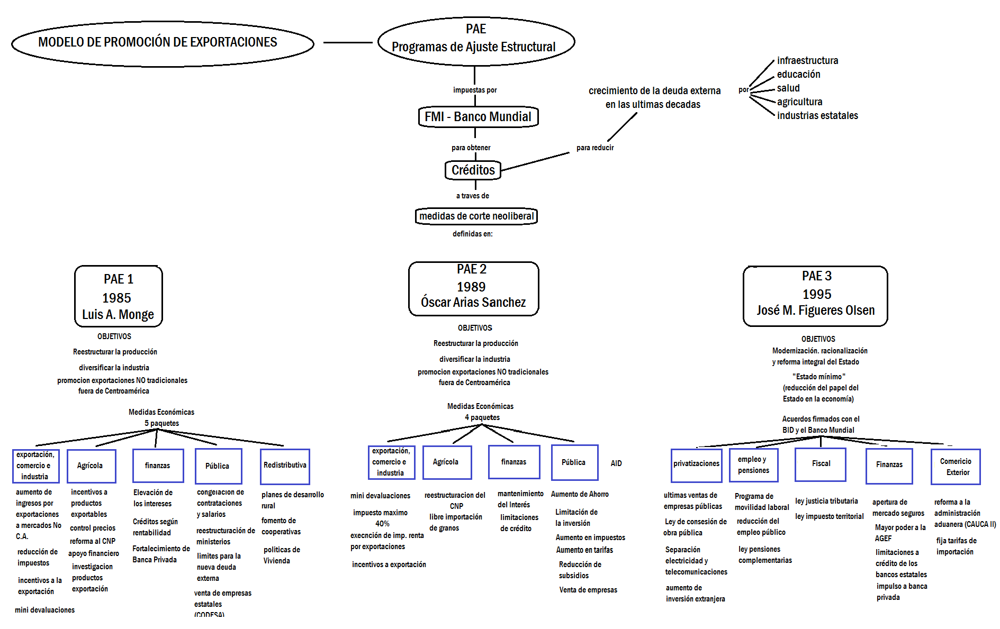 MODELO DE PROMOCIÓN DE EXPORTACIONES
PAE
Programas de Ajuste Estructural
impuestas por
FMI - Banco Mundial
para obtener
Créditos
para reducir
crecimiento de la deuda externa
en las ultimas decadas
por
infraestructura
educación
salud
agricultura
industrias estatales
a traves de
medidas de corte neoliberal
definidas en:
PAE 1
1985
Luis A. Monge
OBJETIVOS
Reestructurar la producción
diversificar la industria
promocion exportaciones NO tradicionales
fuera de Centroamérica
Medidas Económicas
5 paquetes
exportación,
comercio e
industria
aumento de
ingresos por
exportaciones
a mercados No
C.A.
reducción de
impuestos
incentivos a la
exportación
mini devaluaciones
Agrícola
incentivos a
productos
exportables
control precios
reforma al CNP
apoyo financiero
investigacion
productos
exportación
finanzas
Elevación de
los intereses
Créditos según
rentabilidad
Fortalecimiento de
Banca Privada
Pública
congelacion de
contrataciones
y salarios
reestructuración de
ministerios
limites para la
nueva deuda
externa
venta de empresas
estatales
(CODESA)
Redistributiva
planes de desarrollo
rural
fomento de
cooperativas
politicas de
Vivienda
PAE 2
1989
Óscar Arias Sanchez
OBJETIVOS
Reestructurar la producción
diversificar la industria
promocion exportaciones NO tradicionales
fuera de Centroamérica
Medidas Económicas
4 paquetes
exportación,
comercio e
industria
mini devaluaciones
impuesto maximo
40%
execnción de imp. renta
por exportaciones
incentivos a exportación
Agrícola
reestructuracion del
CNP
libre importación
de granos
finanzas
mantenimiento
del Interés
limitaciones
de crédito
Pública
Aumento de Ahorro
Limitación de
la inversión
Aumento en impuestos
Aumento en tarifas
Reducción de
subsidios
Venta de empresas
AID
PAE 3
1995
José M. Figueres Olsen
OBJETIVOS
Modernización. racionalización
y reforma integral del Estado
"Estado mínimo"
(reducción del papel del
Estado en la economía)
Acuerdos firmados con el
BID y el Banco Mundial
privatizaciones
ultimas ventas de
empresas públicas
Ley de consesión de
obra pública
Separación
electricidad y
telecomunicaciones
aumento de
inversión extranjera
empleo y
pensiones
Programa de
movilidad laboral
reducción del
empleo público
ley pensiones
complementarias
Fiscal
ley justicia tributaria
ley impuesto territorial
Finanzas
apertura de
mercado seguros
Mayor poder a la
AGEF
limitaciones a
crédito de los
bancos estatales
impulso a banca
privada
Comericio
Exterior
reforma a la
administración
aduanera (CAUCA II)
fija tarifas de
importación